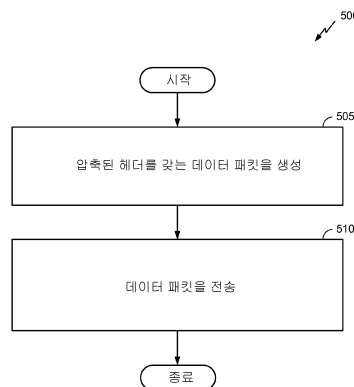 500
시작
505
압축된 헤더를 갖는 데이터 패킷을 생성
510
데이터 패킷을 전송
종료